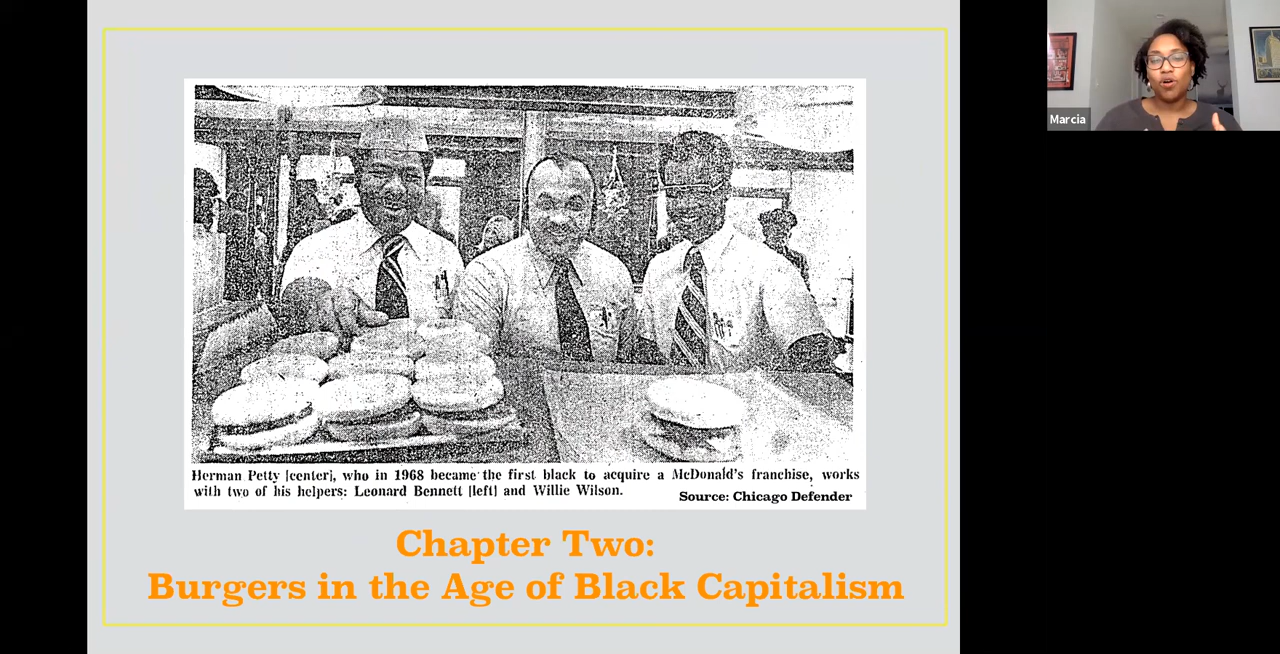 Herman Petty [center], who in 1968 became the first black to acquire a McDonald's franchise, works
with two of his helpers: Leonard Bennett [left] and Willie Wilson.
Source: Chicago Defender
Chapter Two:
Burgers in the Age of Black Capitalism
Marcia